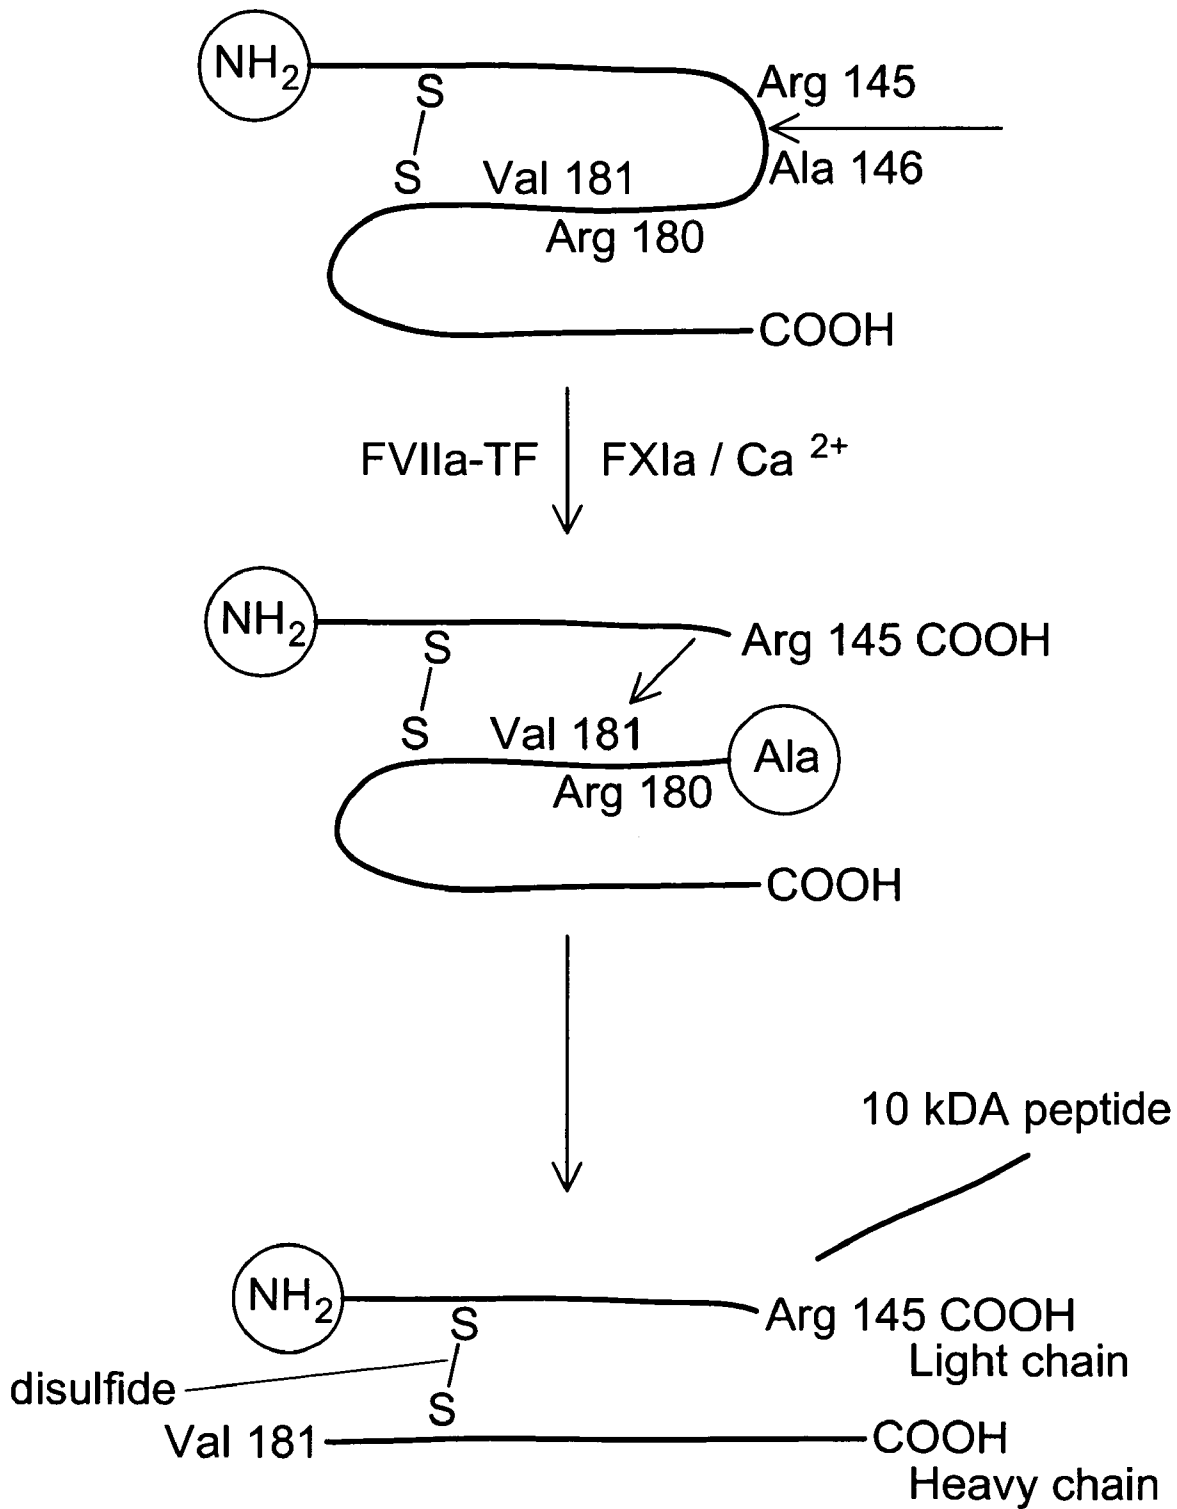 NH2
Arg 145
S
S
Ala 146
Val 181
Arg 180
COOH
FVIIa-TF
FXIa / Ca 2+
NH2
Arg 145 COOH
S
S
Val 181
Ala
Arg 180
COOH
10 kDA peptide
NH2
Arg 145 COOH
S
Light chain
disulfide
S
Val 181
COOH
Heavy chain